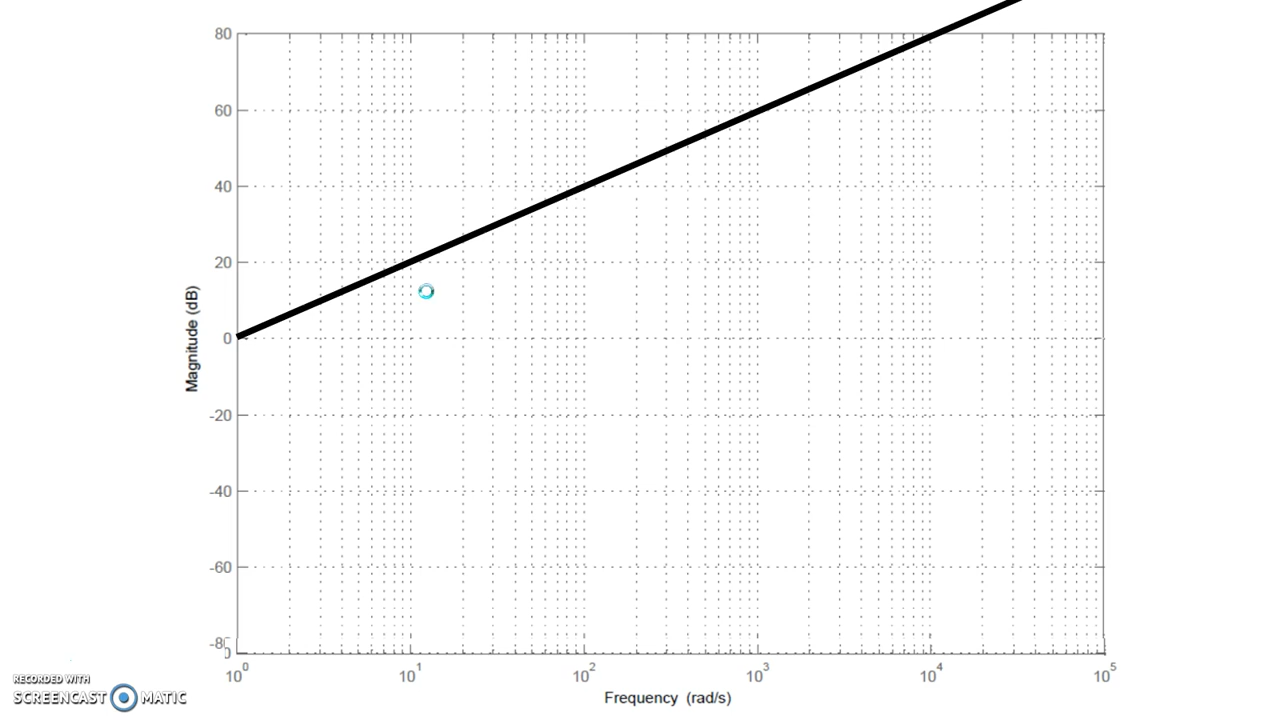 80
60
40
20
0
-20
-40
-60
Magnitude (dB)
10^0 10^1 10^2 10^3 10^4 10^5
Frequency (rad/s)
RECORDED WITH
SCREENCAST MATIC